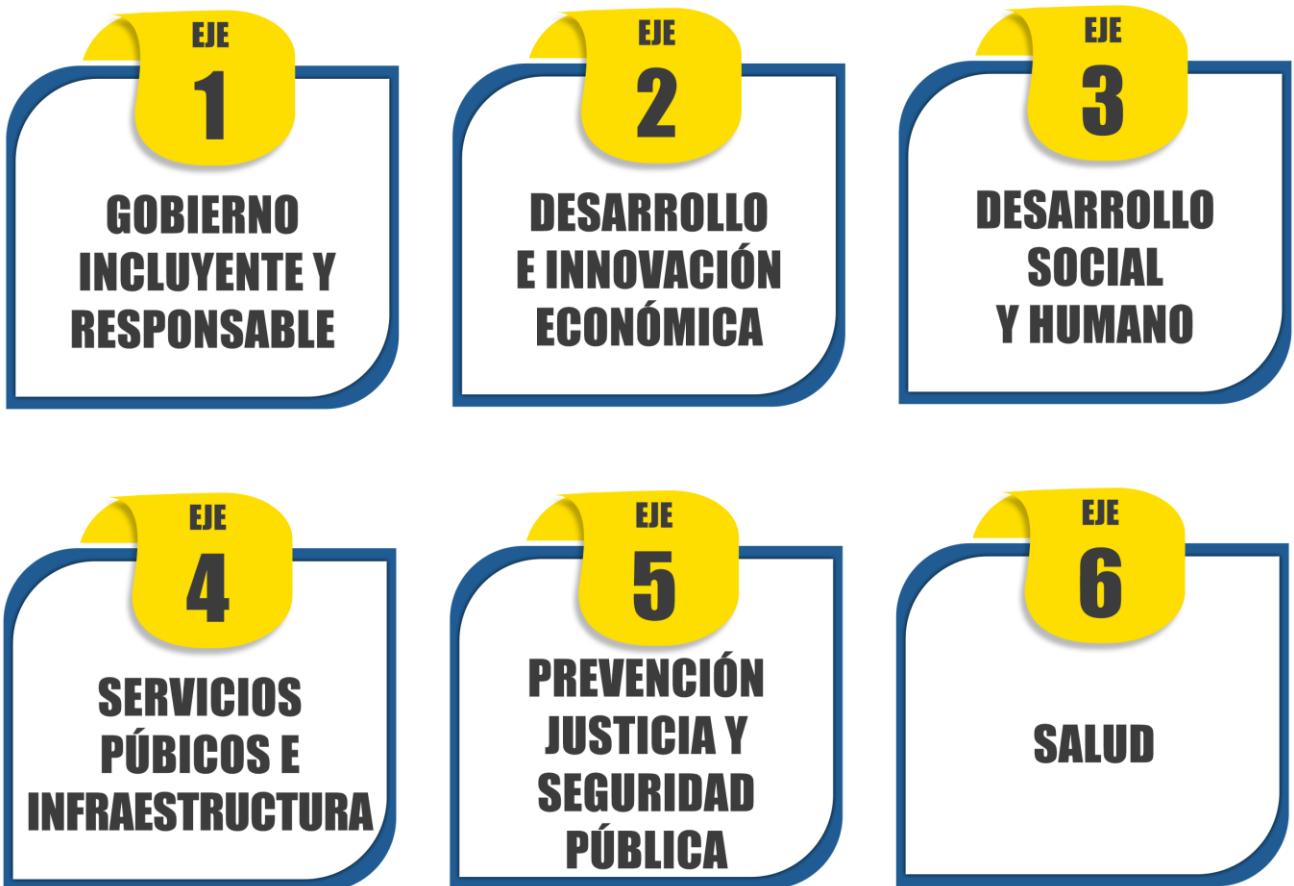 EJE
1
GOBIERNO
INCLUYENTE Y
RESPONSABLE
EJE
2
DESARROLLO
E INNOVACIÓN
ECONÓMICA
EJE
3
DESARROLLO
SOCIAL
Y HUMANO
EJE
4
SERVICIOS
PÚBICOS E
INFRAESTRUCTURA
EJE
5
PREVENCIÓN
JUSTICIA Y
SEGURIDAD
PÚBLICA
EJE
6
SALUD